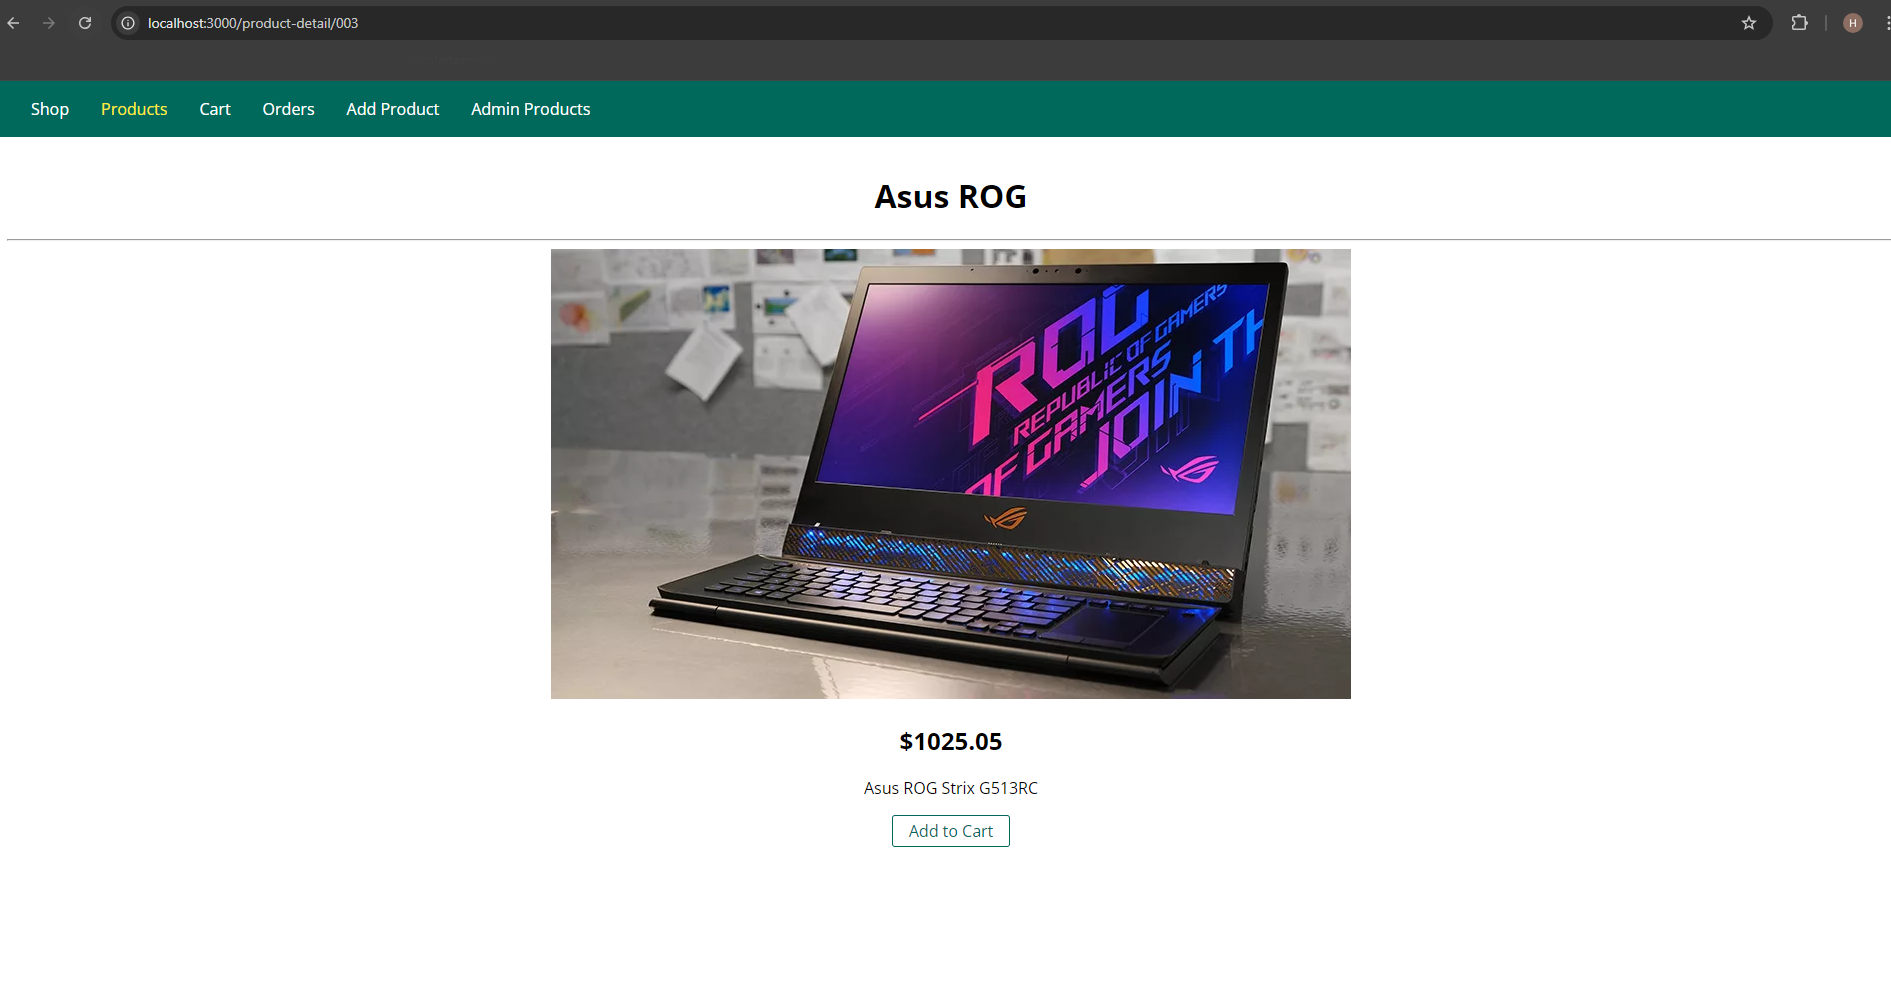 localhost:3000/product-detail/003
H
Shop Products Cart Orders Add Product Admin Products
Asus ROG
ROG
REPUBLIC OF GAMERS
OF GAMERS
JOIN TH
$1025.05
Asus ROG Strix G513RC
Add to Cart